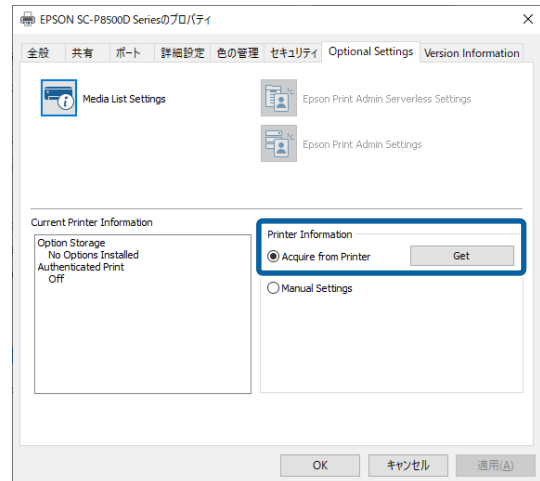 EPSON SC-P8500D Seriesのプロパティ
全般 共有 ポート 詳細設定 色の管理 セキュリティ Optional Settings Version Information
Media List Settings
Epson Print Admin Serverless Settings
Epson Print Admin Settings
Current Printer Information
Option Storage
No Options Installed
Authenticated Print
Off
Printer Information
Acquire from Printer Get
Manual Settings
OK キャンセル 適用(A)